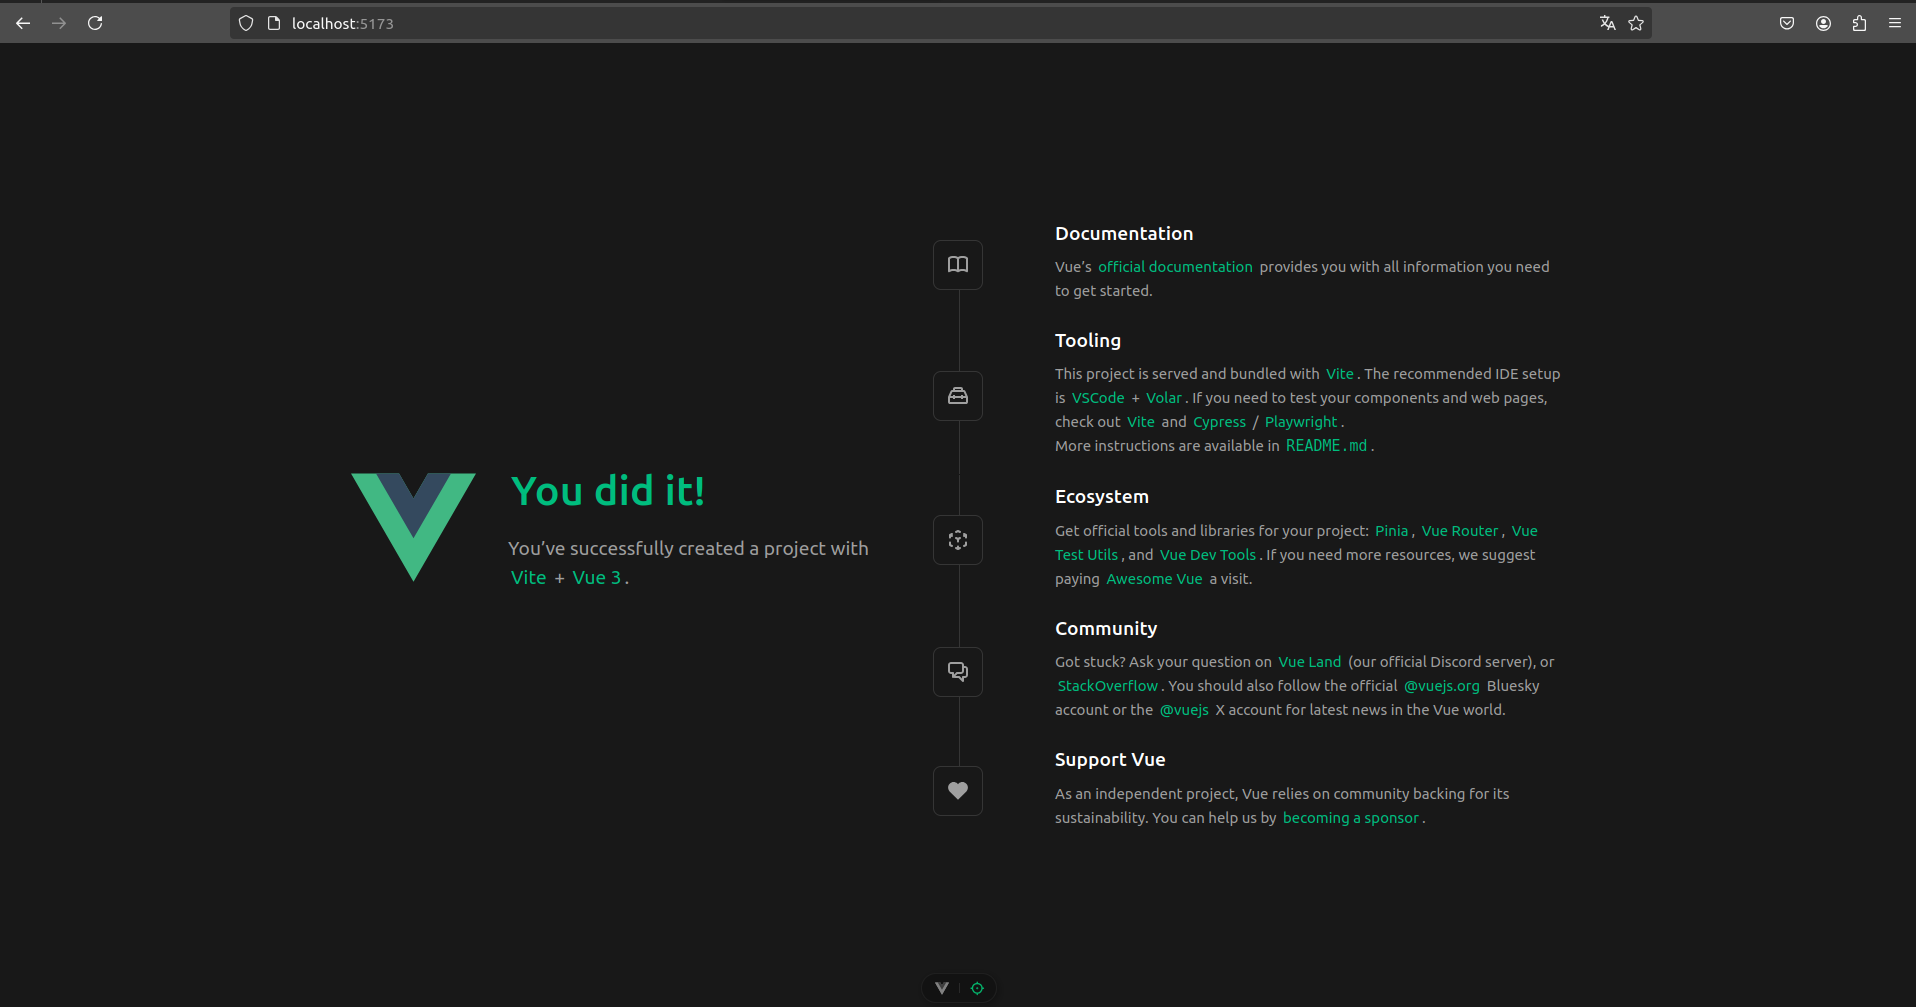 localhost:5173
You did it!
You’ve successfully created a project with
Vite + Vue 3.
Documentation
Vue’s official documentation provides you with all information you need
to get started.
Tooling
This project is served and bundled with Vite. The recommended IDE setup
is VSCode + Volar. If you need to test your components and web pages,
check out Vite and Cypress / Playwright.
More instructions are available in README.md.
Ecosystem
Get official tools and libraries for your project: Pinia, Vue Router, Vue
Test Utils, and Vue Dev Tools. If you need more resources, we suggest
paying Awesome Vue a visit.
Community
Got stuck? Ask your question on Vue Land (our official Discord server), or
StackOverflow. You should also follow the official @vuejs.org Bluesky
account or the @vuejs X account for latest news in the Vue world.
Support Vue
As an independent project, Vue relies on community backing for its
sustainability. You can help us by becoming a sponsor.